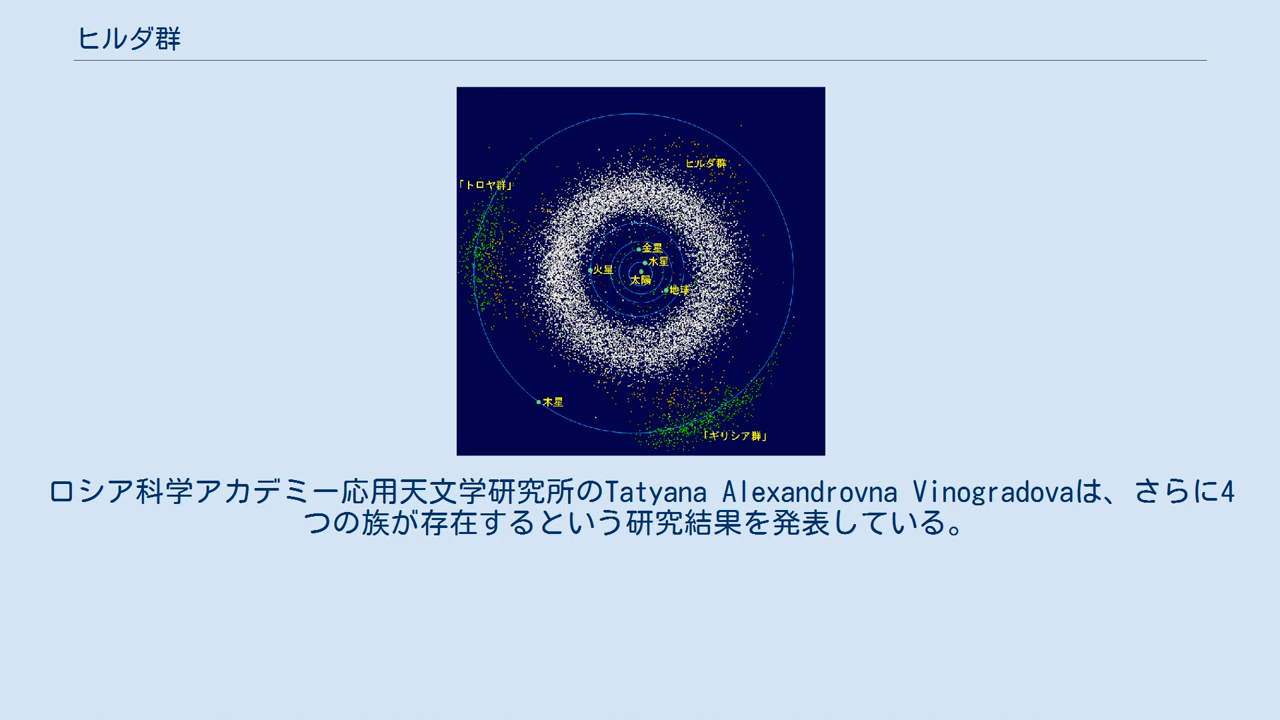 ヒルダ群
ヒルダ群
「トロヤ群」
金星
水星
火星
太陽
地球
木星
「ギリシア群」
ロシア科学アカデミー応用天文学研究所のTatyana Alexandrovna Vinogradovaは、さらに4
つの族が存在するという研究結果を発表している。